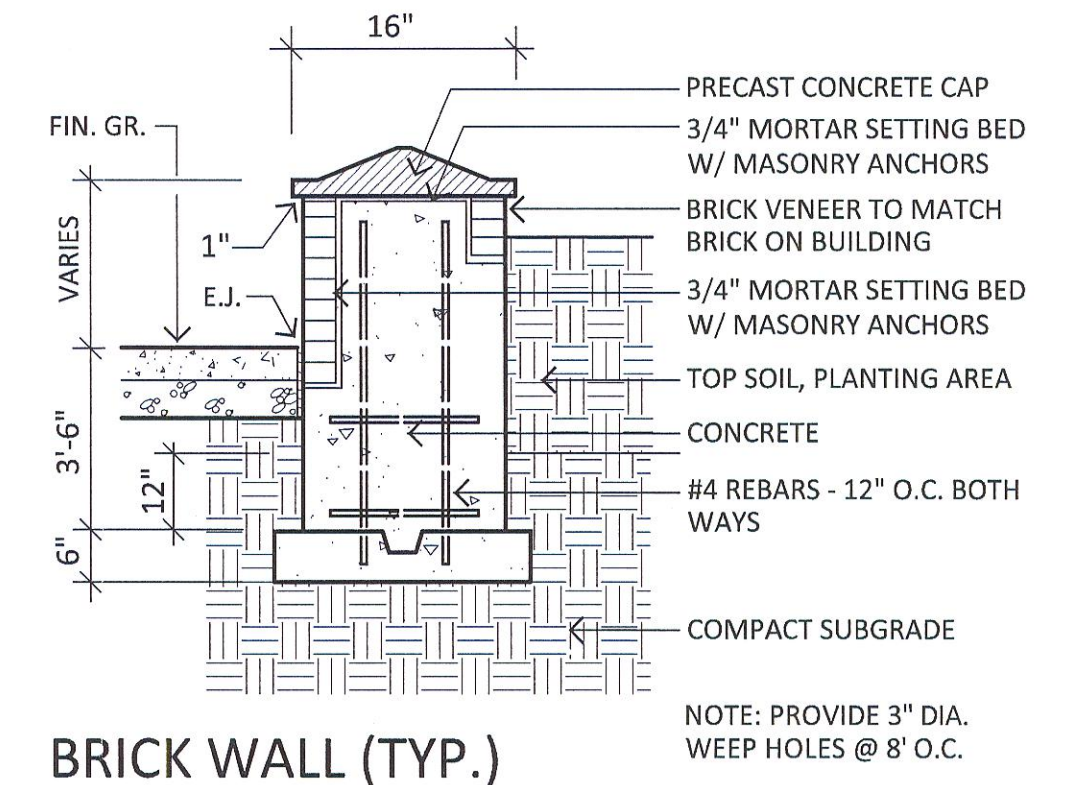 16"
FIN. GR.
PRECAST CONCRETE CAP
3/4" MORTAR SETTING BED
W/ MASONRY ANCHORS
BRICK VENEER TO MATCH
BRICK ON BUILDING
1"
VARIES
E.J.
3/4" MORTAR SETTING BED
W/ MASONRY ANCHORS
TOP SOIL, PLANTING AREA
CONCRETE
3'-6"
12"
#4 REBARS - 12" O.C. BOTH
WAYS
6"
COMPACT SUBGRADE
NOTE: PROVIDE 3" DIA.
WEEP HOLES @ 8' O.C.
BRICK WALL (TYP.)